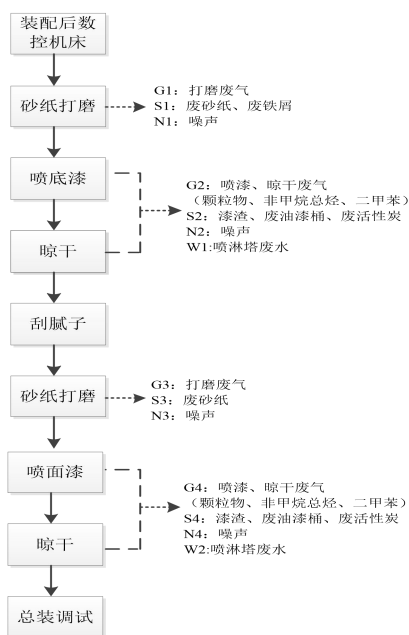 装配后数
控机床
砂纸打磨
G1：打磨废气
S1：废砂纸、废铁屑
N1：噪声
喷底漆
G2：喷漆、晾干废气
（颗粒物、非甲烷总烃、二甲苯）
S2：漆渣、废油漆桶、废活性炭
N2：噪声
W1:喷淋塔废水
晾干
刮腻子
砂纸打磨
G3：打磨废气
S3：废砂纸
N3：噪声
喷面漆
G4：喷漆、晾干废气
（颗粒物、非甲烷总烃、二甲苯）
S4：漆渣、废油漆桶、废活性炭
N4：噪声
W2:喷淋塔废水
晾干
总装调试